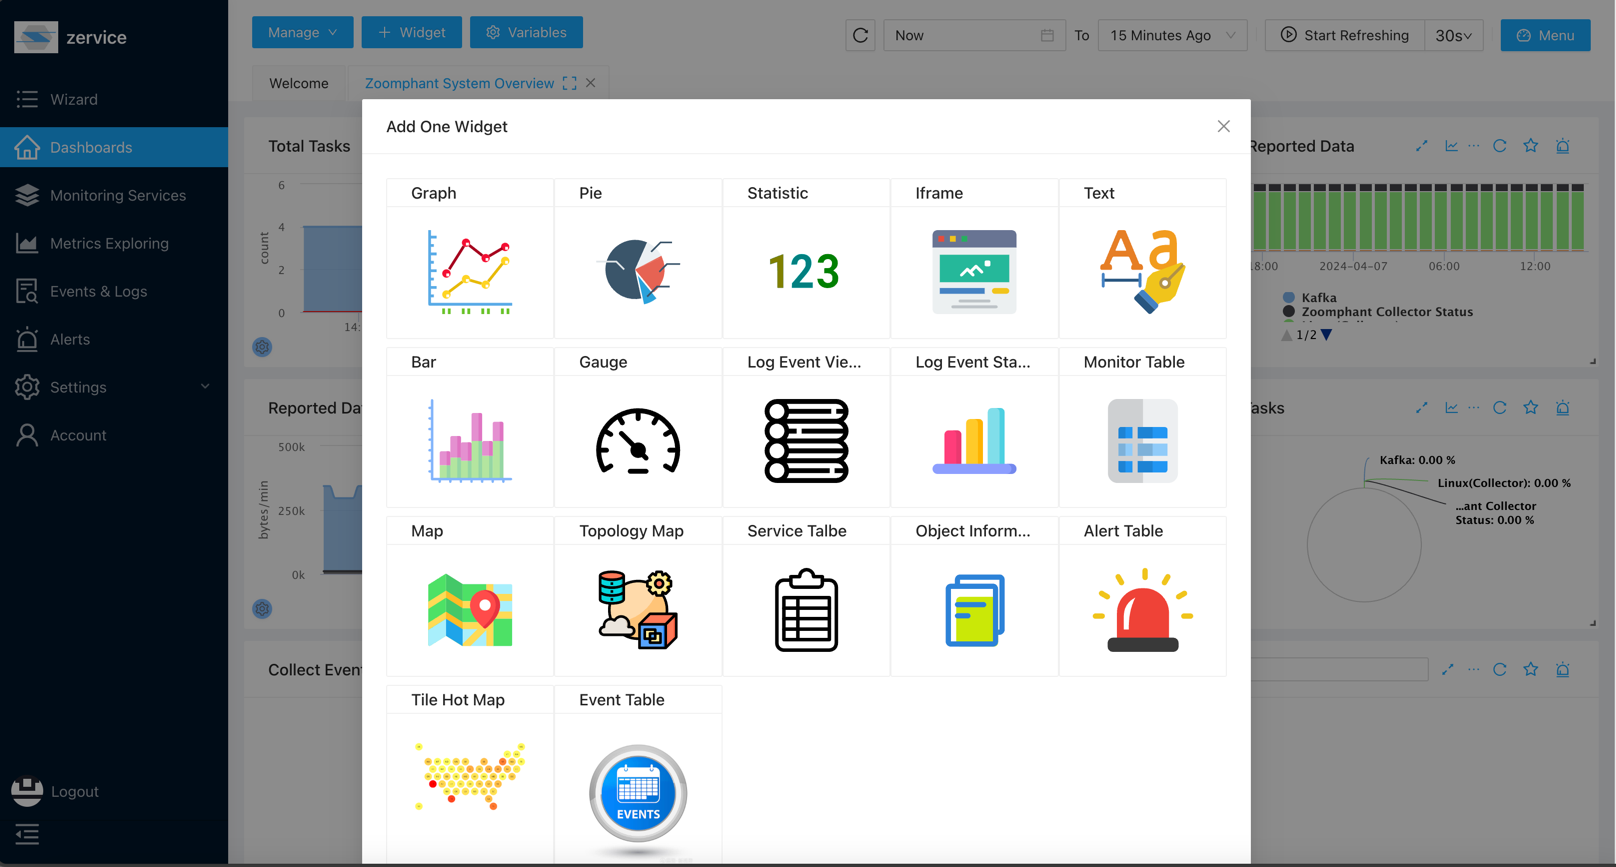 zervice
Wizard
Dashboards
Monitoring Services
Metrics Exploring
Events & Logs
Alerts
Settings
Account
Logout
Manage
+ Widget
Variables
Now
To
15 Minutes Ago
Start Refreshing
30s
Menu
Welcome
Zoomphant System Overview
Total Tasks
6
4
2
0
count
14:
Reported Da
500k
250k
0k
bytes/min
Collect Even
Add One Widget
Graph
Pie
Statistic
Iframe
Text
123
Aa
Bar
Gauge
Log Event Vie...
Log Event Sta...
Monitor Table
Map
Topology Map
Service Talbe
Object Inform...
Alert Table
Tile Hot Map
Event Table
EVENTS
Reported Data
18:00
2024-04-07
06:00
12:00
Kafka
Zoomphant Collector Status
1/2
asks
Kafka: 0.00 %
Linux(Collector): 0.00 %
...ant Collector
Status: 0.00 %